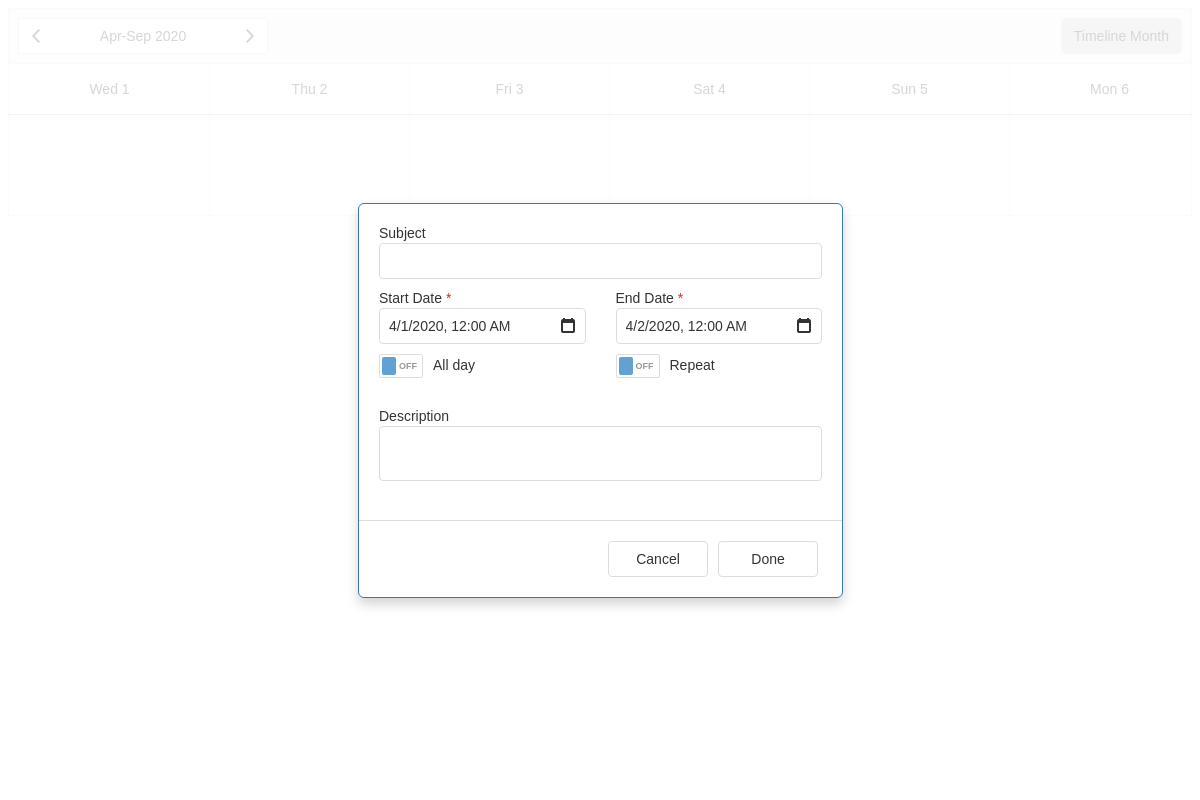 Apr-Sep 2020
Timeline Month
Wed 1
Thu 2
Fri 3
Sat 4
Sun 5
Mon 6
Subject
Start Date *
End Date *
4/1/2020, 12:00 AM
4/2/2020, 12:00 AM
OFF All day
OFF Repeat
Description
Cancel
Done